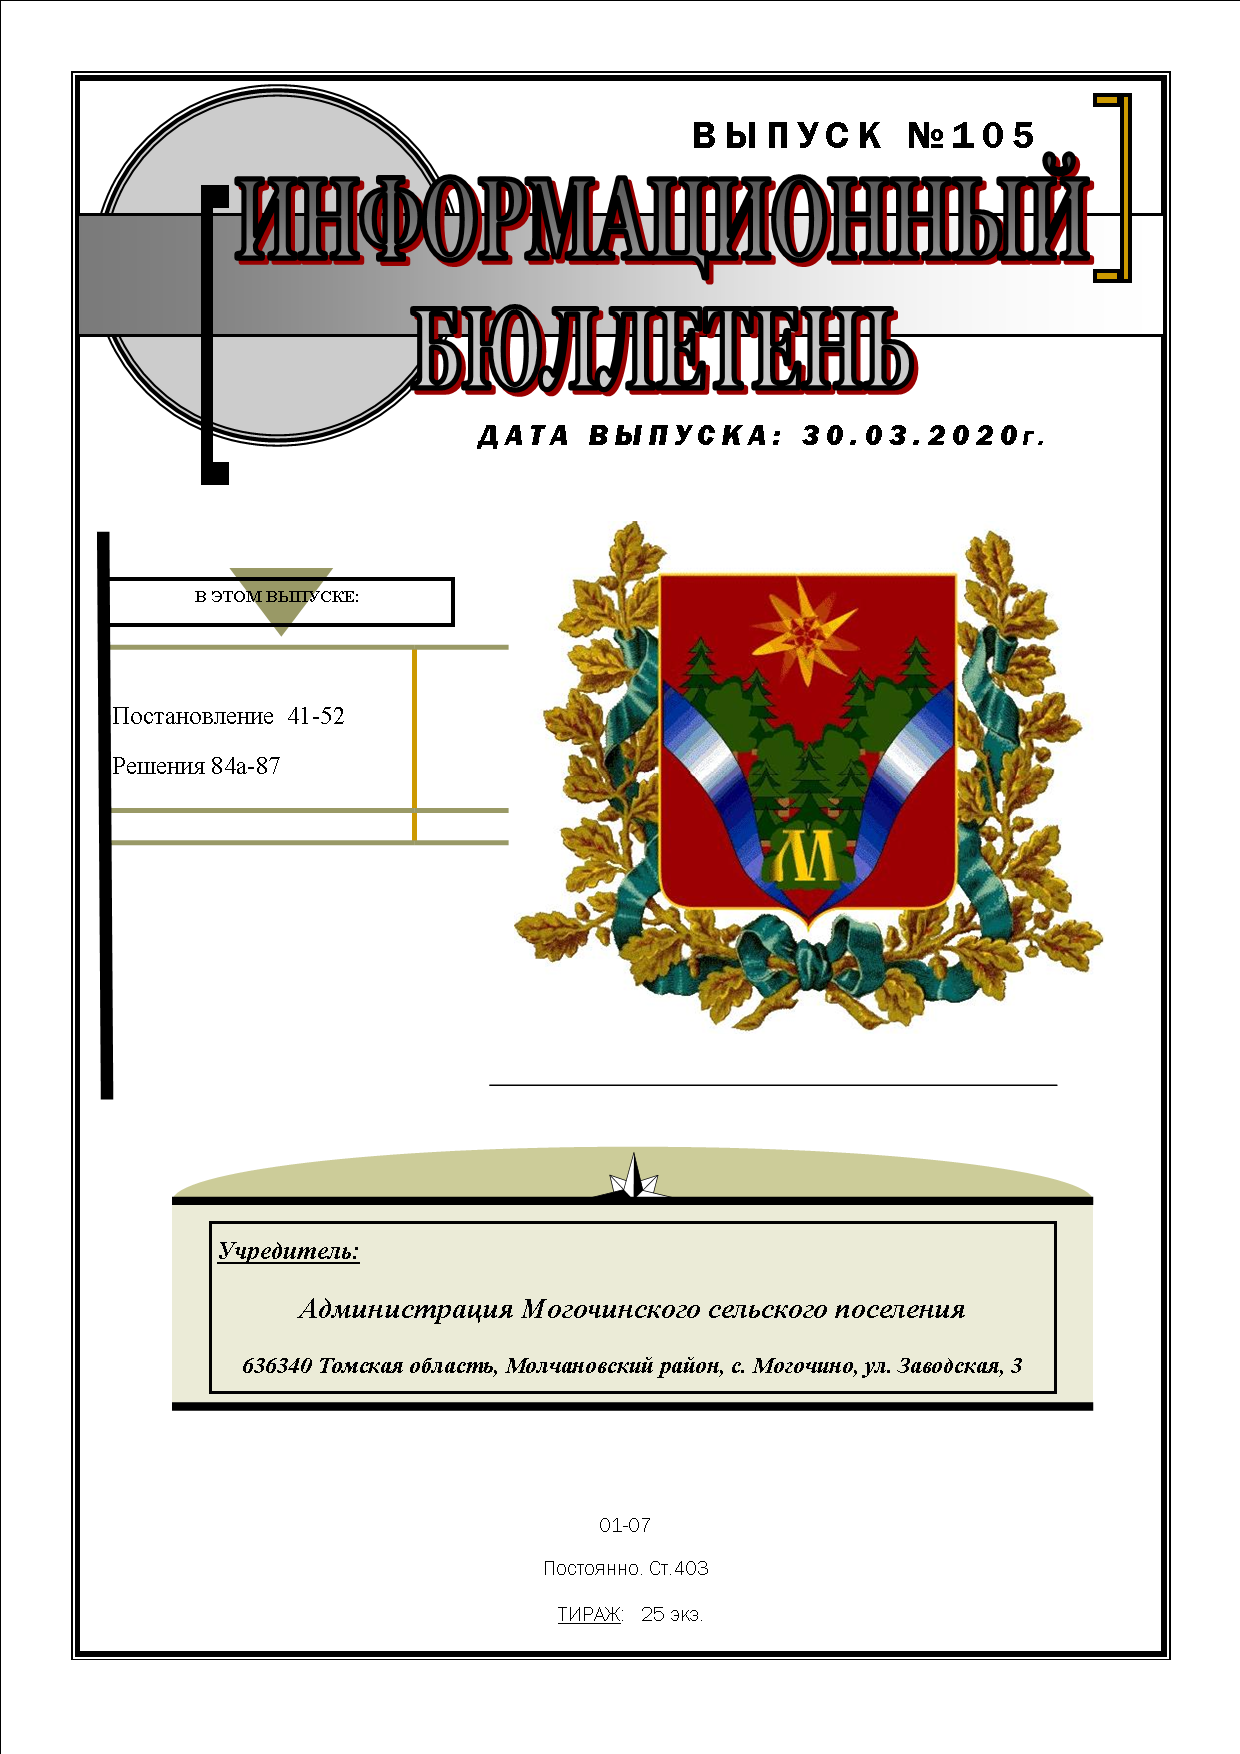 ВЫПУСК №105
ИНФОРМАЦИОННЫЙ
БЮЛЛЕТЕНЬ
ДАТА ВЫПУСКА: 30.03.2020г.
В ЭТОМ ВЫПУСКЕ:
Постановление 41-52
Решения 84а-87
М
Учредитель:
Администрация Могочинского сельского поселения
636340 Томская область, Молчановский район, с. Могочино, ул. Заводская, 3
01-07
Постоянно. Ст.403
ТИРАЖ: 25 экз.